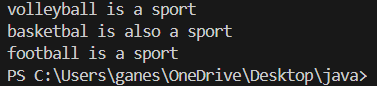 volleyball is a sport
basketbal is also a sport
football is a sport
PS C:\Users\ganes\OneDrive\Desktop\java>